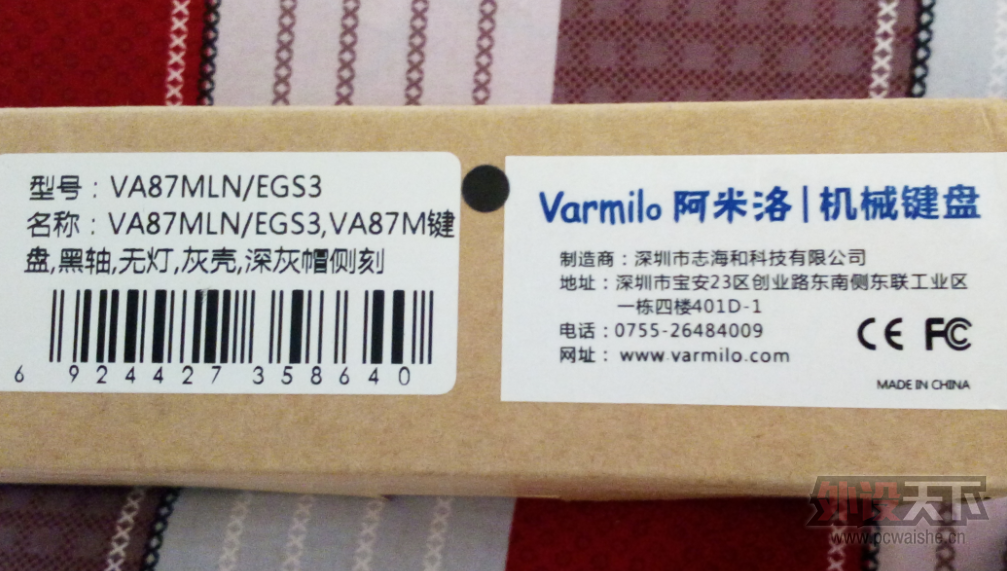 型号：VA87MLN/EGS3
名称：VA87MLN/EGS3,VA87M键
盘,黑轴,无灯,灰壳,深灰帽侧刻
6 924427 358640
Varmilo 阿米洛|机械键盘
制造商：深圳市志海和科技有限公司
地址：深圳市宝安23区创业路东南侧东联工业区
一栋四楼401D-1
电话：0755-26484009
网址：www.varmilo.com
CE FC
MADE IN CHINA
外设天下
www.pcwaishe.cn